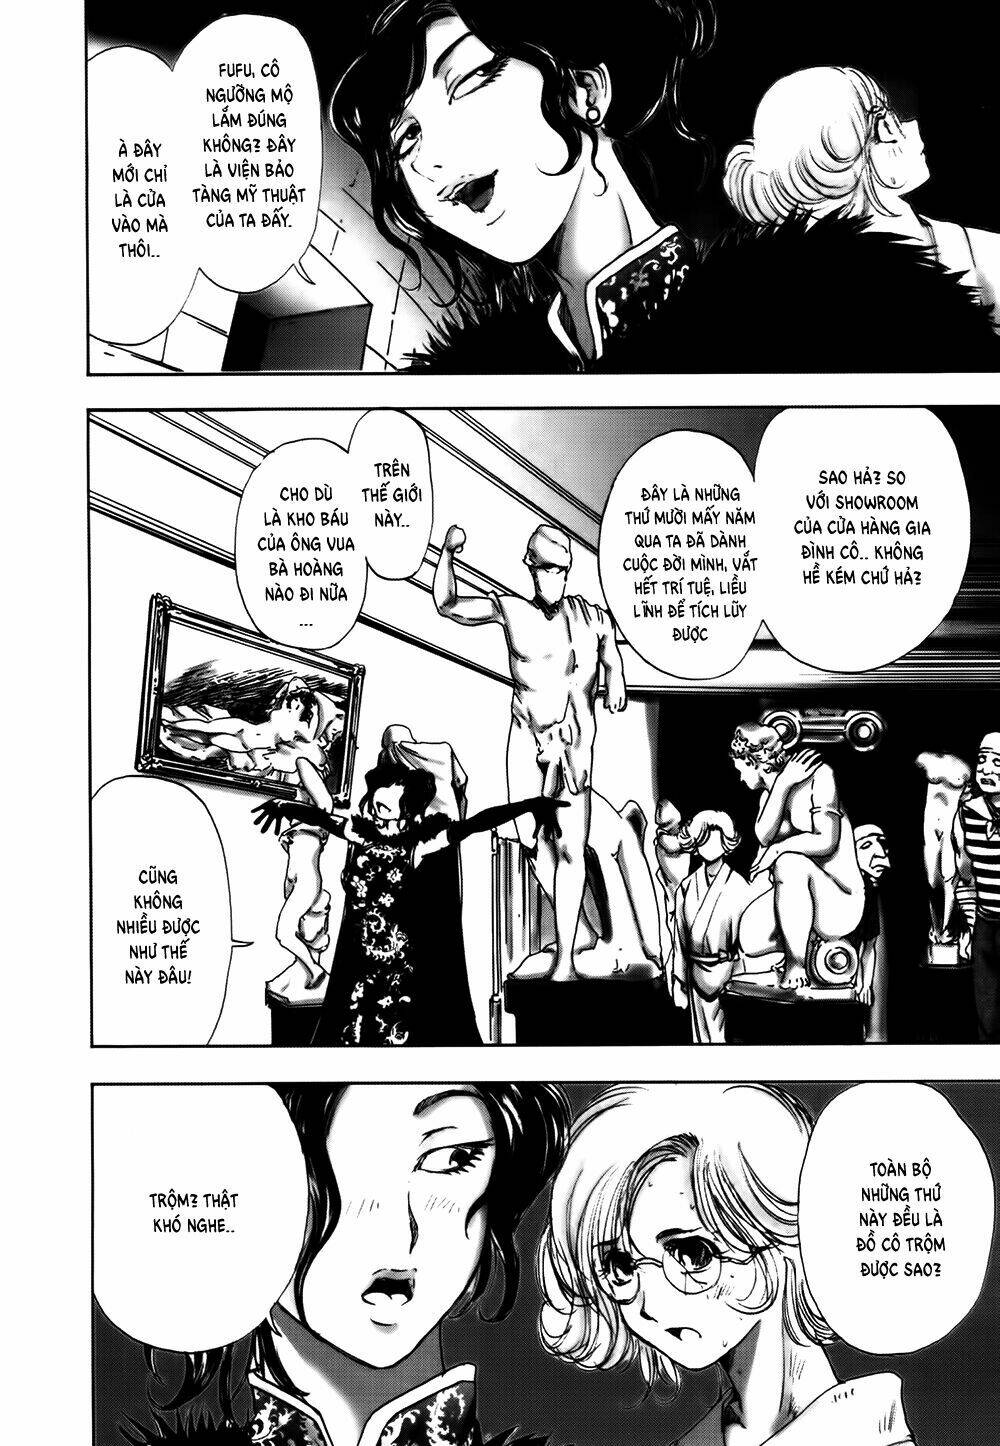 FUFU, CÔ
NGƯỠNG MỘ
LẮM ĐÚNG
KHÔNG? ĐÂY
LÀ VIỆN BẢO
TÀNG MỸ THUẬT
CỦA TA ĐẤY.
À ĐÂY
MỚI CHỈ
LÀ CỬA
VÀO MÀ
THÔI..
SAO HẢ? SO
VỚI SHOWROOM
CỦA CỬA HÀNG GIA
ĐÌNH CÔ.. KHÔNG
HỀ KÉM CHỨ HẢ?
ĐÂY LÀ NHỮNG
THỨ MƯỜI MẤY NĂM
QUA TA ĐÃ DÀNH
CUỘC ĐỜI MÌNH, VẮT
HẾT TRÍ TUỆ, LIỀU
LĨNH ĐỂ TÍCH LŨY
ĐƯỢC
TRÊN
THẾ GIỚI
NÀY..
CHO DÙ
LÀ KHO BÁU
CỦA ÔNG VUA
BÀ HOÀNG
NÀO ĐI NỮA
...
CŨNG
KHÔNG
NHIỀU ĐƯỢC
NHƯ THẾ
NÀY ĐÂU!
TOÀN BỘ
NHỮNG THỨ
NÀY ĐỀU LÀ
ĐỒ CÔ TRỘM
ĐƯỢC SAO?
TRỘM? THẬT
KHÓ NGHE..